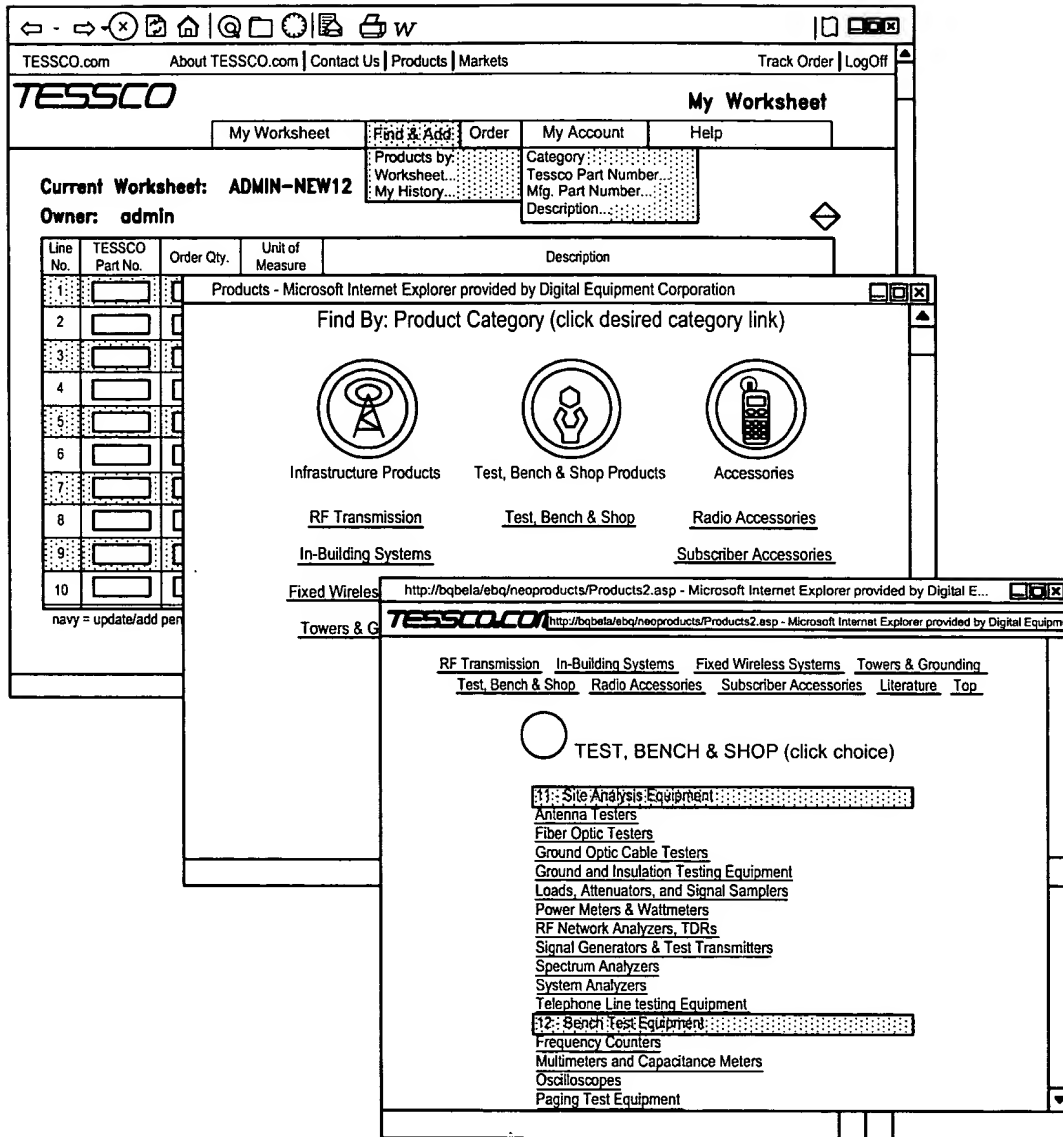 W
TESSCO.com About TESSCO.com | Contact Us | Products | Markets Track Order | LogOff
TESSCO
My Worksheet
My Worksheet Find & Add Order My Account Help
Products by:
Worksheet...
My History...
Category
Tessco Part Number...
Mfg. Part Number...
Description...
Current Worksheet: ADMIN-NEW12
Owner: admin
Line No. TESSCO Part No. Order Qty. Unit of Measure Description
1
2
3
4
5
6
7
8
9
10
navy = update/add pen
Products - Microsoft Internet Explorer provided by Digital Equipment Corporation
Find By: Product Category (click desired category link)
Infrastructure Products Test, Bench & Shop Products Accessories
RF Transmission Test, Bench & Shop Radio Accessories
In-Building Systems Subscriber Accessories
Fixed Wireles
Towers & G
http://bqbela/ebq/neoproducts/Products2.asp - Microsoft Internet Explorer provided by Digital E...
TESSCO.COM http://bqbela/ebq/neoproducts/Products2.asp - Microsoft Internet Explorer provided by Digital Equipm
RF Transmission In-Building Systems Fixed Wireless Systems Towers & Grounding
Test, Bench & Shop Radio Accessories Subscriber Accessories Literature Top
TEST, BENCH & SHOP (click choice)
11 - Site Analysis Equipment
Antenna Testers
Fiber Optic Testers
Ground Optic Cable Testers
Ground and Insulation Testing Equipment
Loads, Attenuators, and Signal Samplers
Power Meters & Wattmeters
RF Network Analyzers, TDRs
Signal Generators & Test Transmitters
Spectrum Analyzers
System Analyzers
Telephone Line testing Equipment
12 - Bench Test Equipment
Frequency Counters
Multimeters and Capacitance Meters
Oscilloscopes
Paging Test Equipment